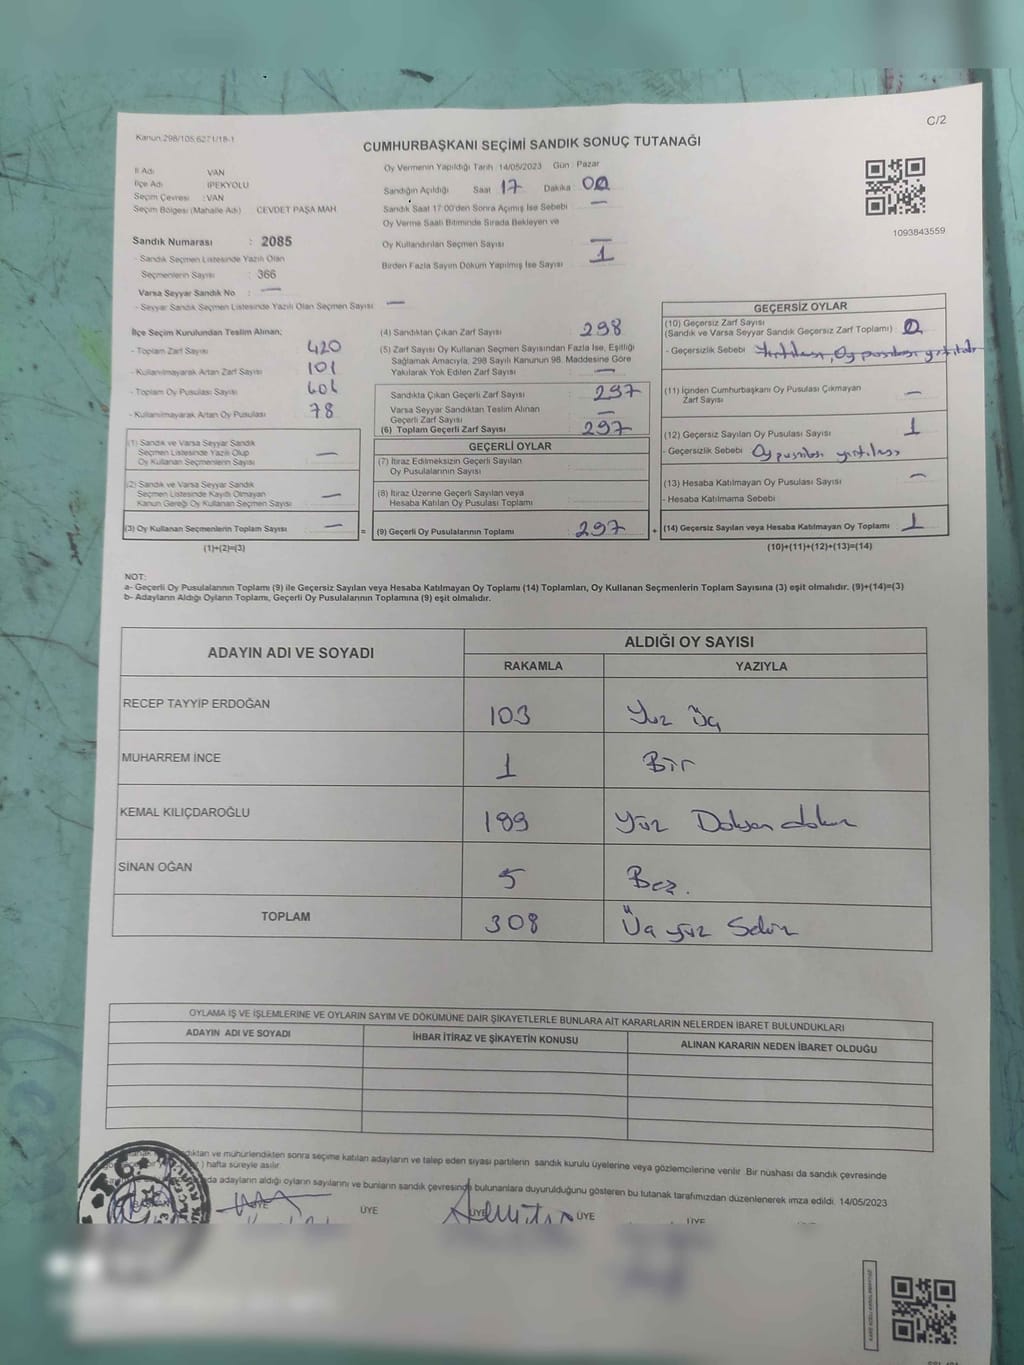 C/2
Kanun 298/105,6271/18-1
CUMHURBAŞKANI SEÇİMİ SANDIK SONUÇ TUTANAĞI
İl Adı VAN
İlçe Adı IPEKYOLU
Seçim Çevresi : VAN
Seçim Bölgesi (Mahalle Adı) CEVDET PAŞA MAH
Sandık Numarası : 2085
- Sandık Seçmen Listesinde Yazılı Olan
Seçmenlerin Sayısı : 366
Varsa Seyyar Sandık No : —
- Seyyar Sandık Seçmen Listesinde Yazılı Olan Seçmen Sayısı —
Oy Vermenin Yapıldığı Tarih :14/05/2023 Gün : Pazar
Sandığın Açıldığı Saat 17 Dakika 00
Sandık Saat 17:00'den Sonra Açımış İse Sebebi —
Oy Verme Saati Bitiminde Sırada Bekleyen ve
Oy Kullandırılan Seçmen Sayısı —
Birden Fazla Sayım Döküm Yapılmış İse Sayısı 1
1093843559
İlçe Seçim Kurulundan Teslim Alınan;
- Toplam Zarf Sayısı 420
- Kullanılmayarak Artan Zarf Sayısı 101
- Toplam Oy Pusulası Sayısı
- Kullanılmayarak Artan Oy Pusulası 78
(1) Sandık ve Varsa Seyyar Sandık
Seçmen Listesinde Yazılı Olup
Oy Kullanan Seçmenlerin Sayısı —
(2) Sandık ve Varsa Seyyar Sandık
Seçmen Listesinde Kayıtlı Olmayan
Kanun Gereği Oy Kullanan Seçmen Sayısı —
(3) Oy Kullanan Seçmenlerin Toplam Sayısı — =
(1)+(2)=(3)
(4) Sandıktan Çıkan Zarf Sayısı 298
(5) Zarf Sayısı Oy Kullanan Seçmen Sayısından Fazla İse, Eşitliği
Sağlamak Amacıyla, 298 Sayılı Kanunun 98. Maddesine Göre
Yakılarak Yok Edilen Zarf Sayısı —
Sandıkta Çıkan Geçerli Zarf Sayısı 297
Varsa Seyyar Sandıktan Teslim Alınan
Geçerli Zarf Sayısı —
(6) Toplam Geçerli Zarf Sayısı 297
GEÇERLİ OYLAR
(7) İtiraz Edilmeksizin Geçerli Sayılan
Oy Pusulalarının Sayısı
(8) İtiraz Üzerine Geçerli Sayılan veya
Hesaba Katılan Oy Pusulası Toplamı
(9) Geçerli Oy Pusulalarının Toplamı 297 +
GEÇERSİZ OYLAR
(10) Geçersiz Zarf Sayısı
(Sandık ve Varsa Seyyar Sandık Geçersiz Zarf Toplamı) 0
- Geçersizlik Sebebi Oy pusulası
(11) İçinden Cumhurbaşkanı Oy Pusulası Çıkmayan
Zarf Sayısı —
(12) Geçersiz Sayılan Oy Pusulası Sayısı 1
- Geçersizlik Sebebi Oy pusulası yırtılması
(13) Hesaba Katılmayan Oy Pusulası Sayısı —
- Hesaba Katılmama Sebebi
(14) Geçersiz Sayılan veya Hesaba Katılmayan Oy Toplamı 1
(10)+(11)+(12)+(13)=(14)
NOT:
a- Geçerli Oy Pusulalarının Toplamı (9) ile Geçersiz Sayılan veya Hesaba Katılmayan Oy Toplamı (14) Toplamları, Oy Kullanan Seçmenlerin Toplam Sayısına (3) eşit olmalıdır. (9)+(14)=(3)
b- Adayların Aldığı Oyların Toplamı, Geçerli Oy Pusulalarının Toplamına (9) eşit olmalıdır.
ADAYIN ADI VE SOYADI ALDIĞI OY SAYISI
RAKAMLA YAZIYLA
RECEP TAYYİP ERDOĞAN 103 Yüz Üç
MUHARREM İNCE 1 Bir
KEMAL KILIÇDAROĞLU 199 Yüz Doksan dokuz
SİNAN OĞAN 5 Beş.
TOPLAM 308 Üç yüz Sekiz
OYLAMA İŞ VE İŞLEMLERİNE VE OYLARIN SAYIM VE DÖKÜMÜNE DAİR ŞİKAYETLERLE BUNLARA AİT KARARLARIN NELERDEN İBARET BULUNDUKLARI
ADAYIN ADI VE SOYADI İHBAR İTİRAZ VE ŞİKAYETİN KONUSU ALINAN KARARIN NEDEN İBARET OLDUĞU
ve mühürlendikten sonra seçime katılan adayların ve talep eden siyasi partilerin sandık kurulu üyelerine veya gözlemcilerine verilir. Bir nüshası da sandık çevresinde
) hafta süreyle asılır.
adayların aldığı oyların sayılarını ve bunların sandık çevresinde bulunanlara duyurulduğunu gösteren bu tutanak tarafımızdan düzenlenerek imza edildi. 14/05/2023
BAŞKAN ÜYE ÜYE ÜYE ÜYE ÜYE